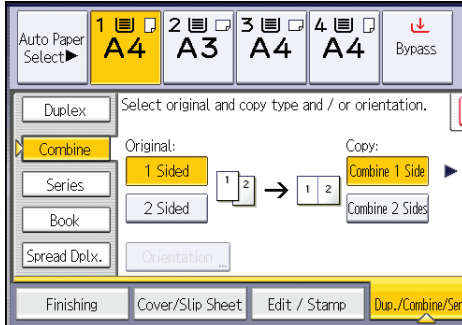 Auto Paper
Select▶
1
A4
2
A3
3
A4
4
A4
Bypass
Select original and copy type and / or orientation.
Duplex
Combine
Series
Book
Spread Dplx.
Original:
1 Sided
2 Sided
Orientation ...
1 2 → 1 2
Copy:
Combine 1 Side
Combine 2 Sides
Finishing
Cover/Slip Sheet
Edit / Stamp
Dup./Combine/Ser